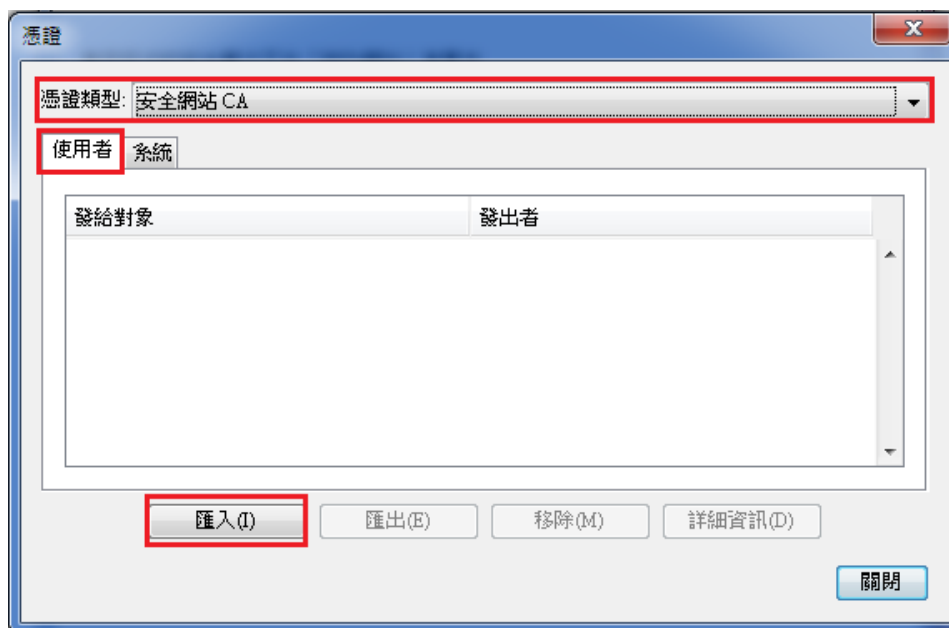 憑證
憑證類型: 安全網站 CA
使用者 系統
發給對象 發出者
匯入(I) 匯出(E) 移除(M) 詳細資訊(D)
關閉